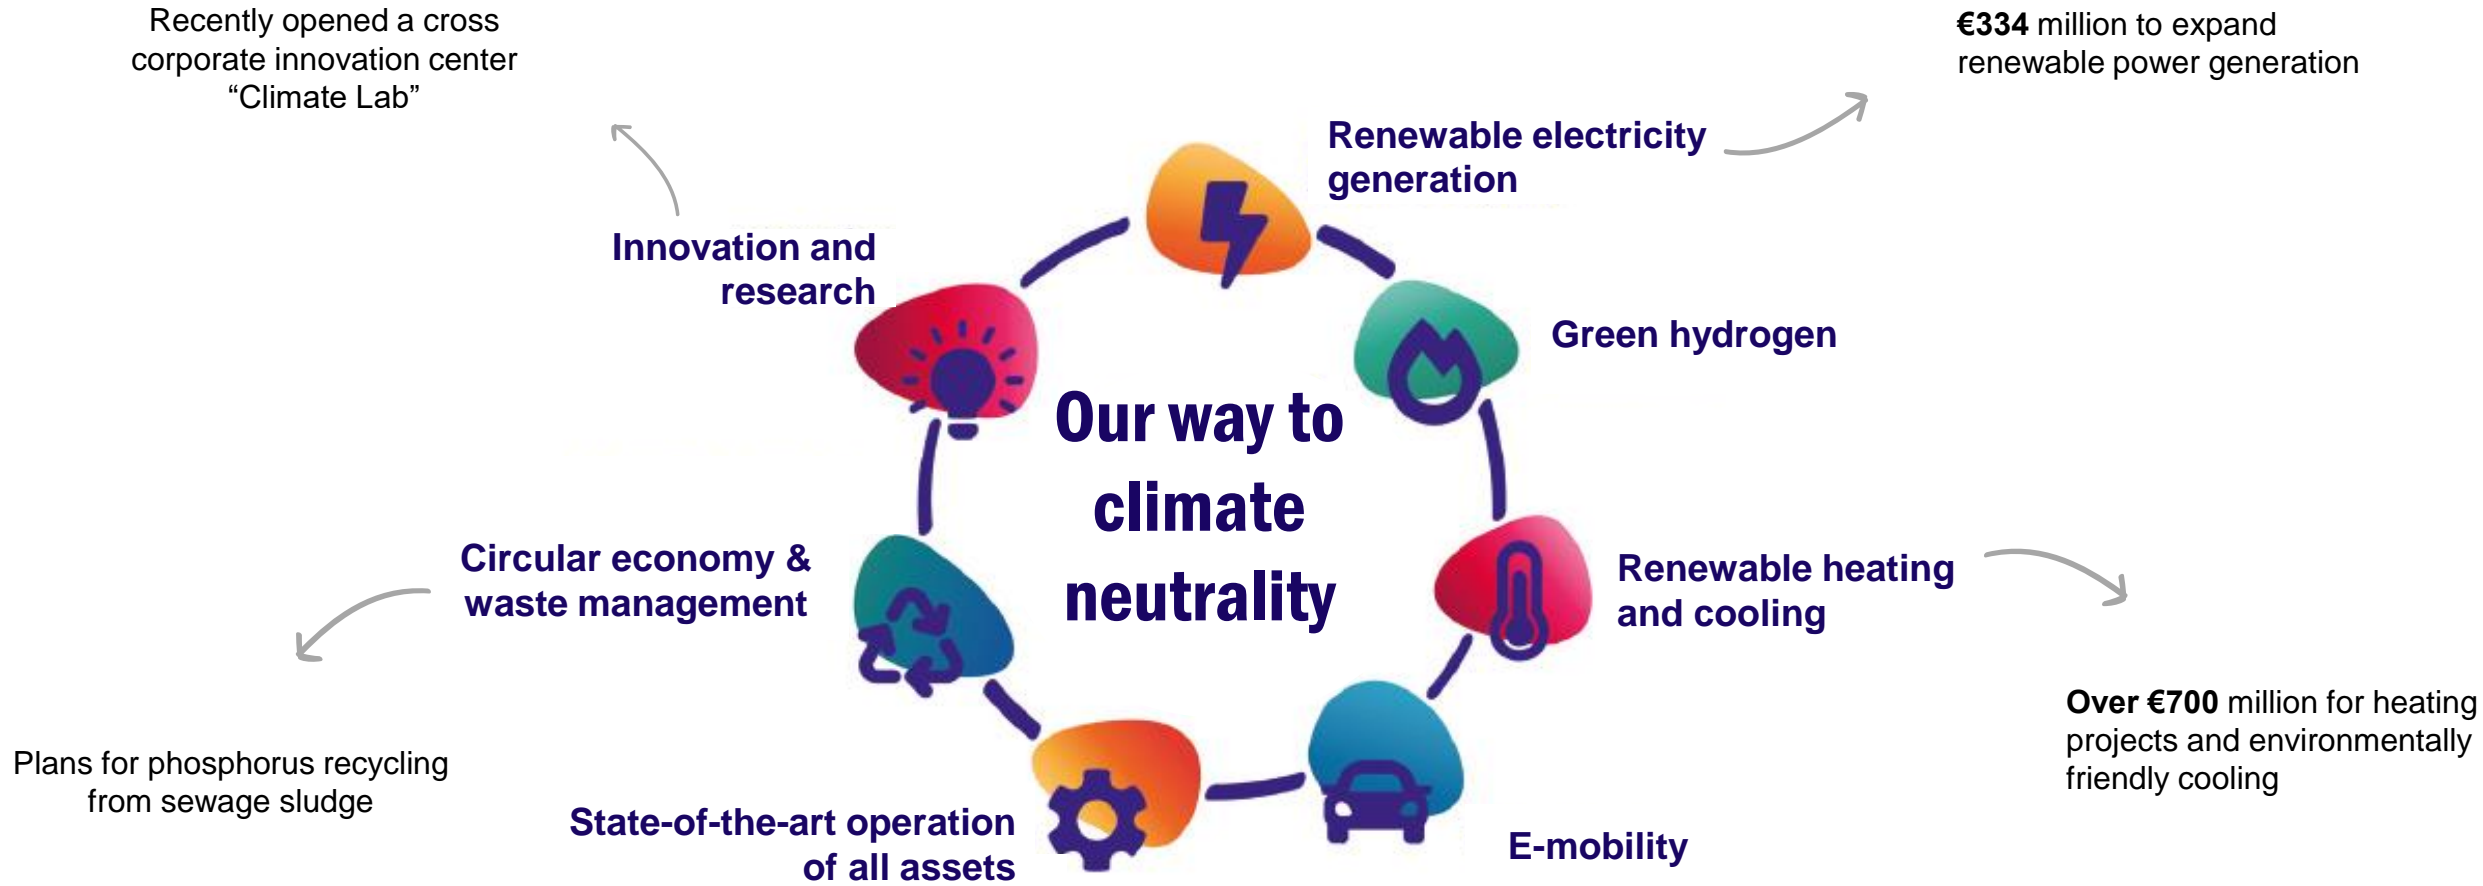 Recently opened a cross
corporate innovation center
“Climate Lab”
€334 million to expand
renewable power generation
Renewable electricity
generation
Innovation and
research
Green hydrogen
Our way to
climate
neutrality
Circular economy &
waste management
Renewable heating
and cooling
Over €700 million for heating
projects and environmentally
friendly cooling
Plans for phosphorus recycling
from sewage sludge
State-of-the-art operation
of all assets
E-mobility